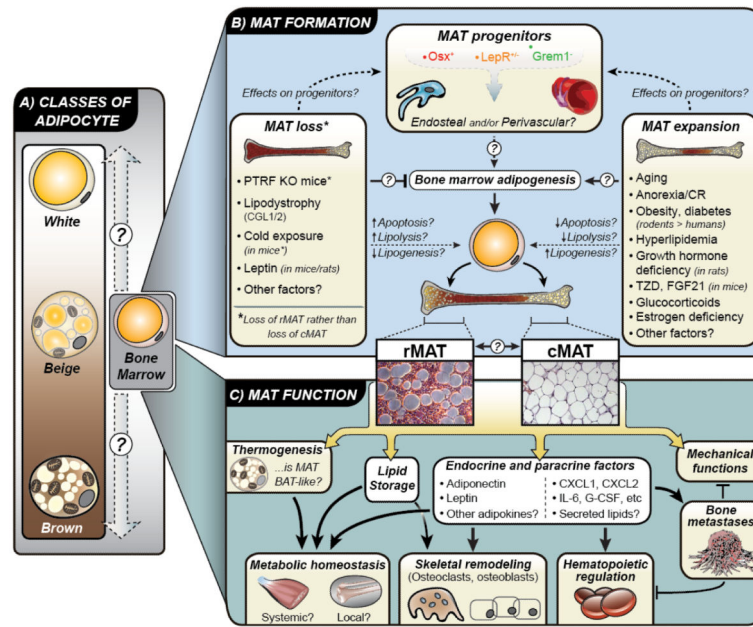 A) CLASSES OF
ADIPOCYTE
White
?
Beige
Bone
Marrow
?
Brown
B) MAT FORMATION
MAT progenitors
•Osx+ •LepR+/- •Grem1-
Endosteal and/or Perivascular?
Effects on progenitors?
Effects on progenitors?
MAT loss*
• PTRF KO mice*
• Lipodystrophy
(CGL1/2)
• Cold exposure
(in mice*)
• Leptin (in mice/rats)
• Other factors?
*Loss of rMAT rather than
loss of cMAT
?
?
Bone marrow adipogenesis
?
↑Apoptosis?
↑Lipolysis?
↓Lipogenesis?
↓Apoptosis?
↓Lipolysis?
↑Lipogenesis?
MAT expansion
• Aging
• Anorexia/CR
• Obesity, diabetes
(rodents > humans)
• Hyperlipidemia
• Growth hormone
deficiency (in rats)
• TZD, FGF21 (in mice)
• Glucocorticoids
• Estrogen deficiency
• Other factors?
rMAT
?
cMAT
C) MAT FUNCTION
Thermogenesis
...is MAT
BAT-like?
Lipid
Storage
Endocrine and paracrine factors
• Adiponectin
• Leptin
• Other adipokines?
• CXCL1, CXCL2
• IL-6, G-CSF, etc
• Secreted lipids?
Mechanical
functions
Bone
metastases
Metabolic homeostasis
Systemic?
Local?
Skeletal remodeling
(Osteoclasts, osteoblasts)
Hematopoietic
regulation